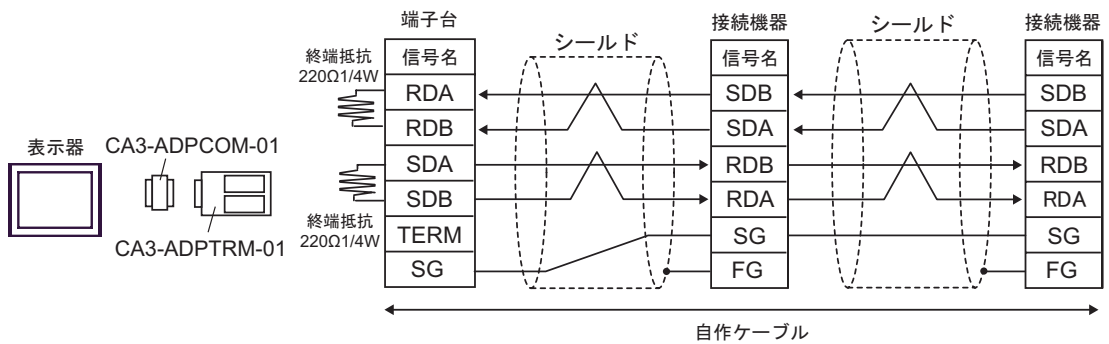 端子台
接続機器
接続機器
シールド
シールド
終端抵抗
220Ω1/4W
信号名
信号名
信号名
RDA
SDB
SDB
RDB
SDA
SDA
表示器
CA3-ADPCOM-01
SDA
RDB
RDB
SDB
RDA
RDA
終端抵抗
220Ω1/4W
CA3-ADPTRM-01
TERM
SG
SG
SG
FG
FG
自作ケーブル